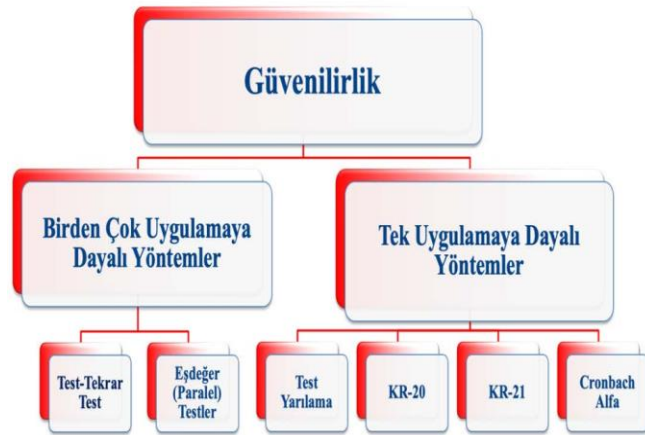 Güvenilirlik
Birden Çok Uygulamaya
Dayalı Yöntemler
Tek Uygulamaya Dayalı
Yöntemler
Test-Tekrar
Test
Eşdeğer
(Paralel)
Testler
Test
Yarılama
KR-20
KR-21
Cronbach
Alfa